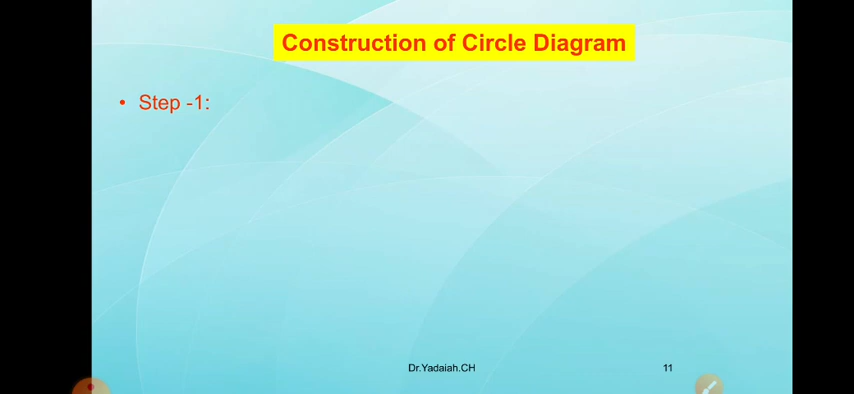 Construction of Circle Diagram
• Step -1:
Dr.Yadaiah.CH
11